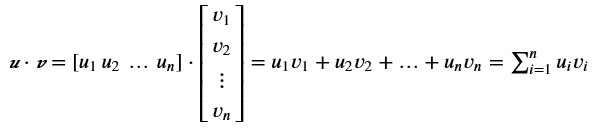 𝒖 · 𝒗 = [u₁ u₂ … uₙ] · [v₁ v₂ ⋮ vₙ] = u₁v₁ + u₂v₂ + … + uₙvₙ = ∑ᵢ₌₁ⁿ uᵢvᵢ